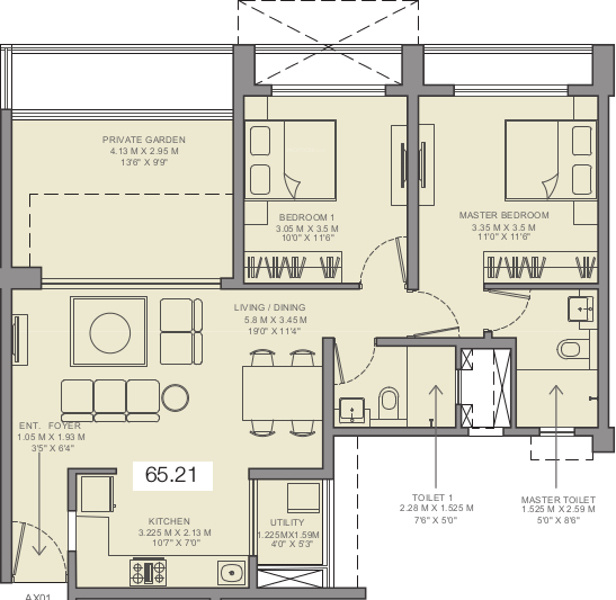 PRIVATE GARDEN
4.13 M X 2.95 M
13'6" X 9'9"
BEDROOM 1
3.05 M X 3.5 M
10'0" X 11'6"
MASTER BEDROOM
3.35 M X 3.5 M
11'0" X 11'6"
LIVING / DINING
5.8 M X 3.45 M
19'0" X 11'4"
ENT. FOYER
1.05 M X 1.93 M
3'5" X 6'4"
65.21
KITCHEN
3.225 M X 2.13 M
10'7" X 7'0"
UTILITY
1.225MX1.59M
4'0" X 5'3"
TOILET 1
2.28 M X 1.525 M
7'6" X 5'0"
MASTER TOILET
1.525 M X 2.59 M
5'0" X 8'6"
AX01